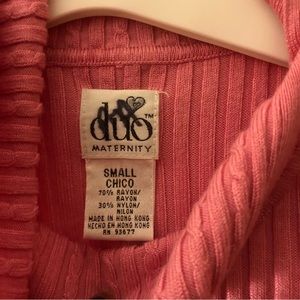 duo™
MATERNITY
SMALL
CHICO
70% RAYON/
RAYON
30% NYLON/
NILON
MADE IN HONG KONG
HECHO EN HONG KONG
RN 93677